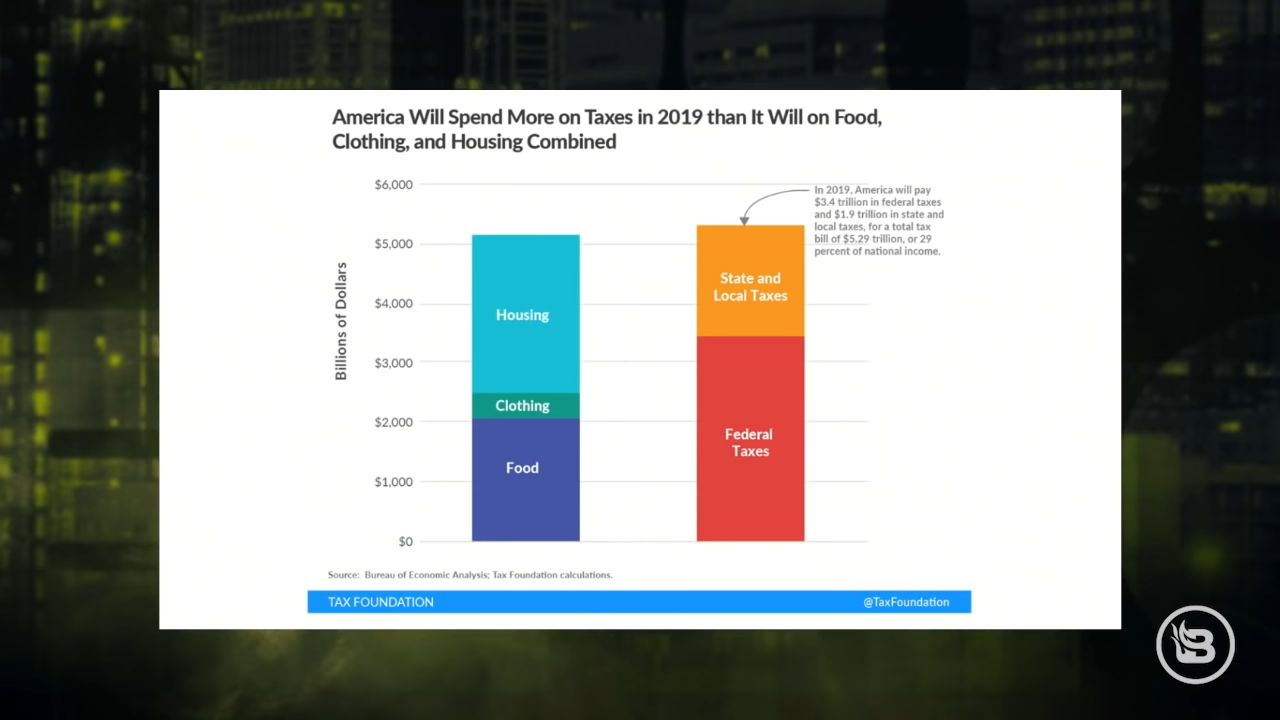 America Will Spend More on Taxes in 2019 than It Will on Food,
Clothing, and Housing Combined
Billions of Dollars
$6,000
$5,000
$4,000
$3,000
$2,000
$1,000
$0
Housing
Clothing
Food
State and
Local Taxes
Federal
Taxes
In 2019, America will pay
$3.4 trillion in federal taxes
and $1.9 trillion in state and
local taxes, for a total tax
bill of $5.29 trillion, or 29
percent of national income.
Source: Bureau of Economic Analysis; Tax Foundation calculations.
TAX FOUNDATION
@TaxFoundation
B